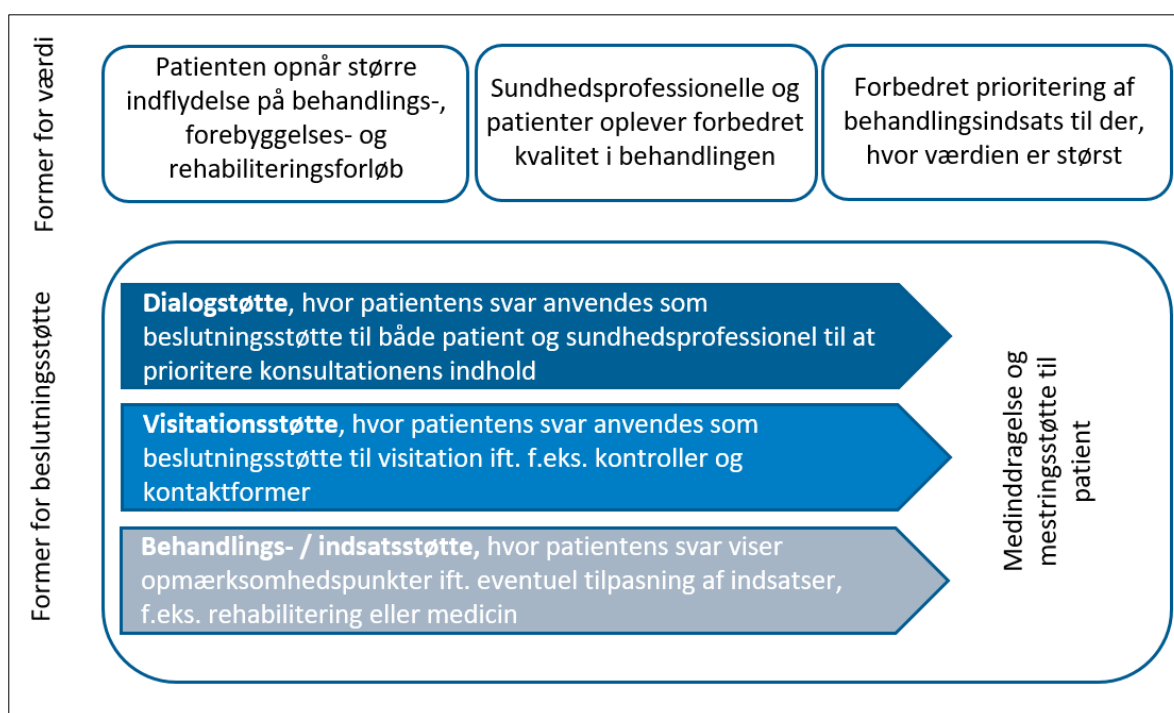 Former for værdi
Patienten opnår større
indflydelse på behandlings-,
forebyggelses- og
rehabiliteringsforløb
Sundhedsprofessionelle og
patienter oplever forbedret
kvalitet i behandlingen
Forbedret prioritering af
behandlingsindsats til der,
hvor værdien er størst
Former for beslutningsstøtte
Dialogstøtte, hvor patientens svar anvendes som
beslutningsstøtte til både patient og sundhedsprofessionel til at
prioritere konsultationens indhold
Visitationsstøtte, hvor patientens svar anvendes som
beslutningsstøtte til visitation ift. f.eks. kontroller og
kontaktformer
Behandlings- / indsatsstøtte, hvor patientens svar viser
opmærksomhedspunkter ift. eventuel tilpasning af indsatser,
f.eks. rehabilitering eller medicin
Medinddragelse og
mestringsstøtte til
patient